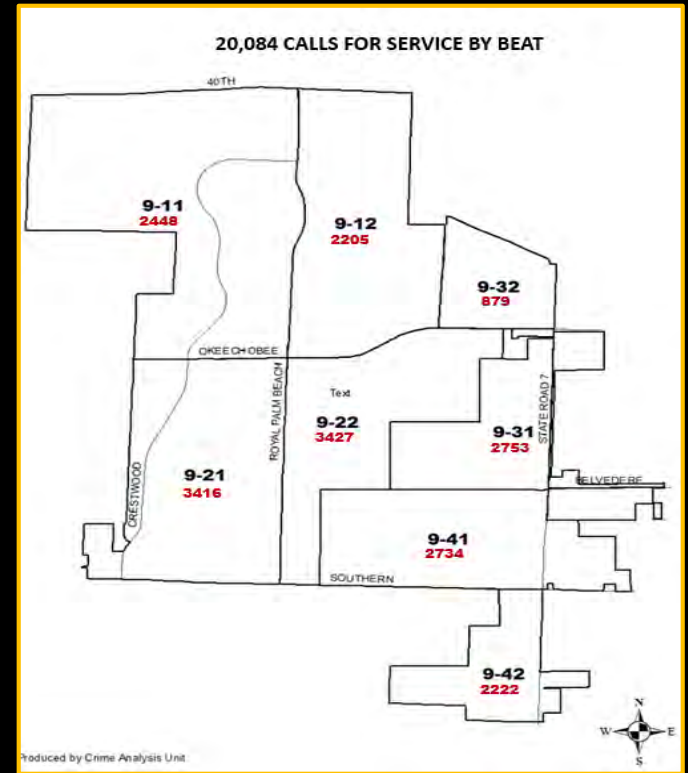 20,084 CALLS FOR SERVICE BY BEAT
40TH
9-11
2448
9-12
2205
9-32
879
OKEECHOBEE
ROYAL PALM BEACH
Text
9-22
3427
STATE ROAD 7
9-31
2753
CRESTWOOD
9-21
3416
BELVEDERE
9-41
2734
SOUTHERN
9-42
2222
N
W E
S
Produced by Crime Analysis Unit